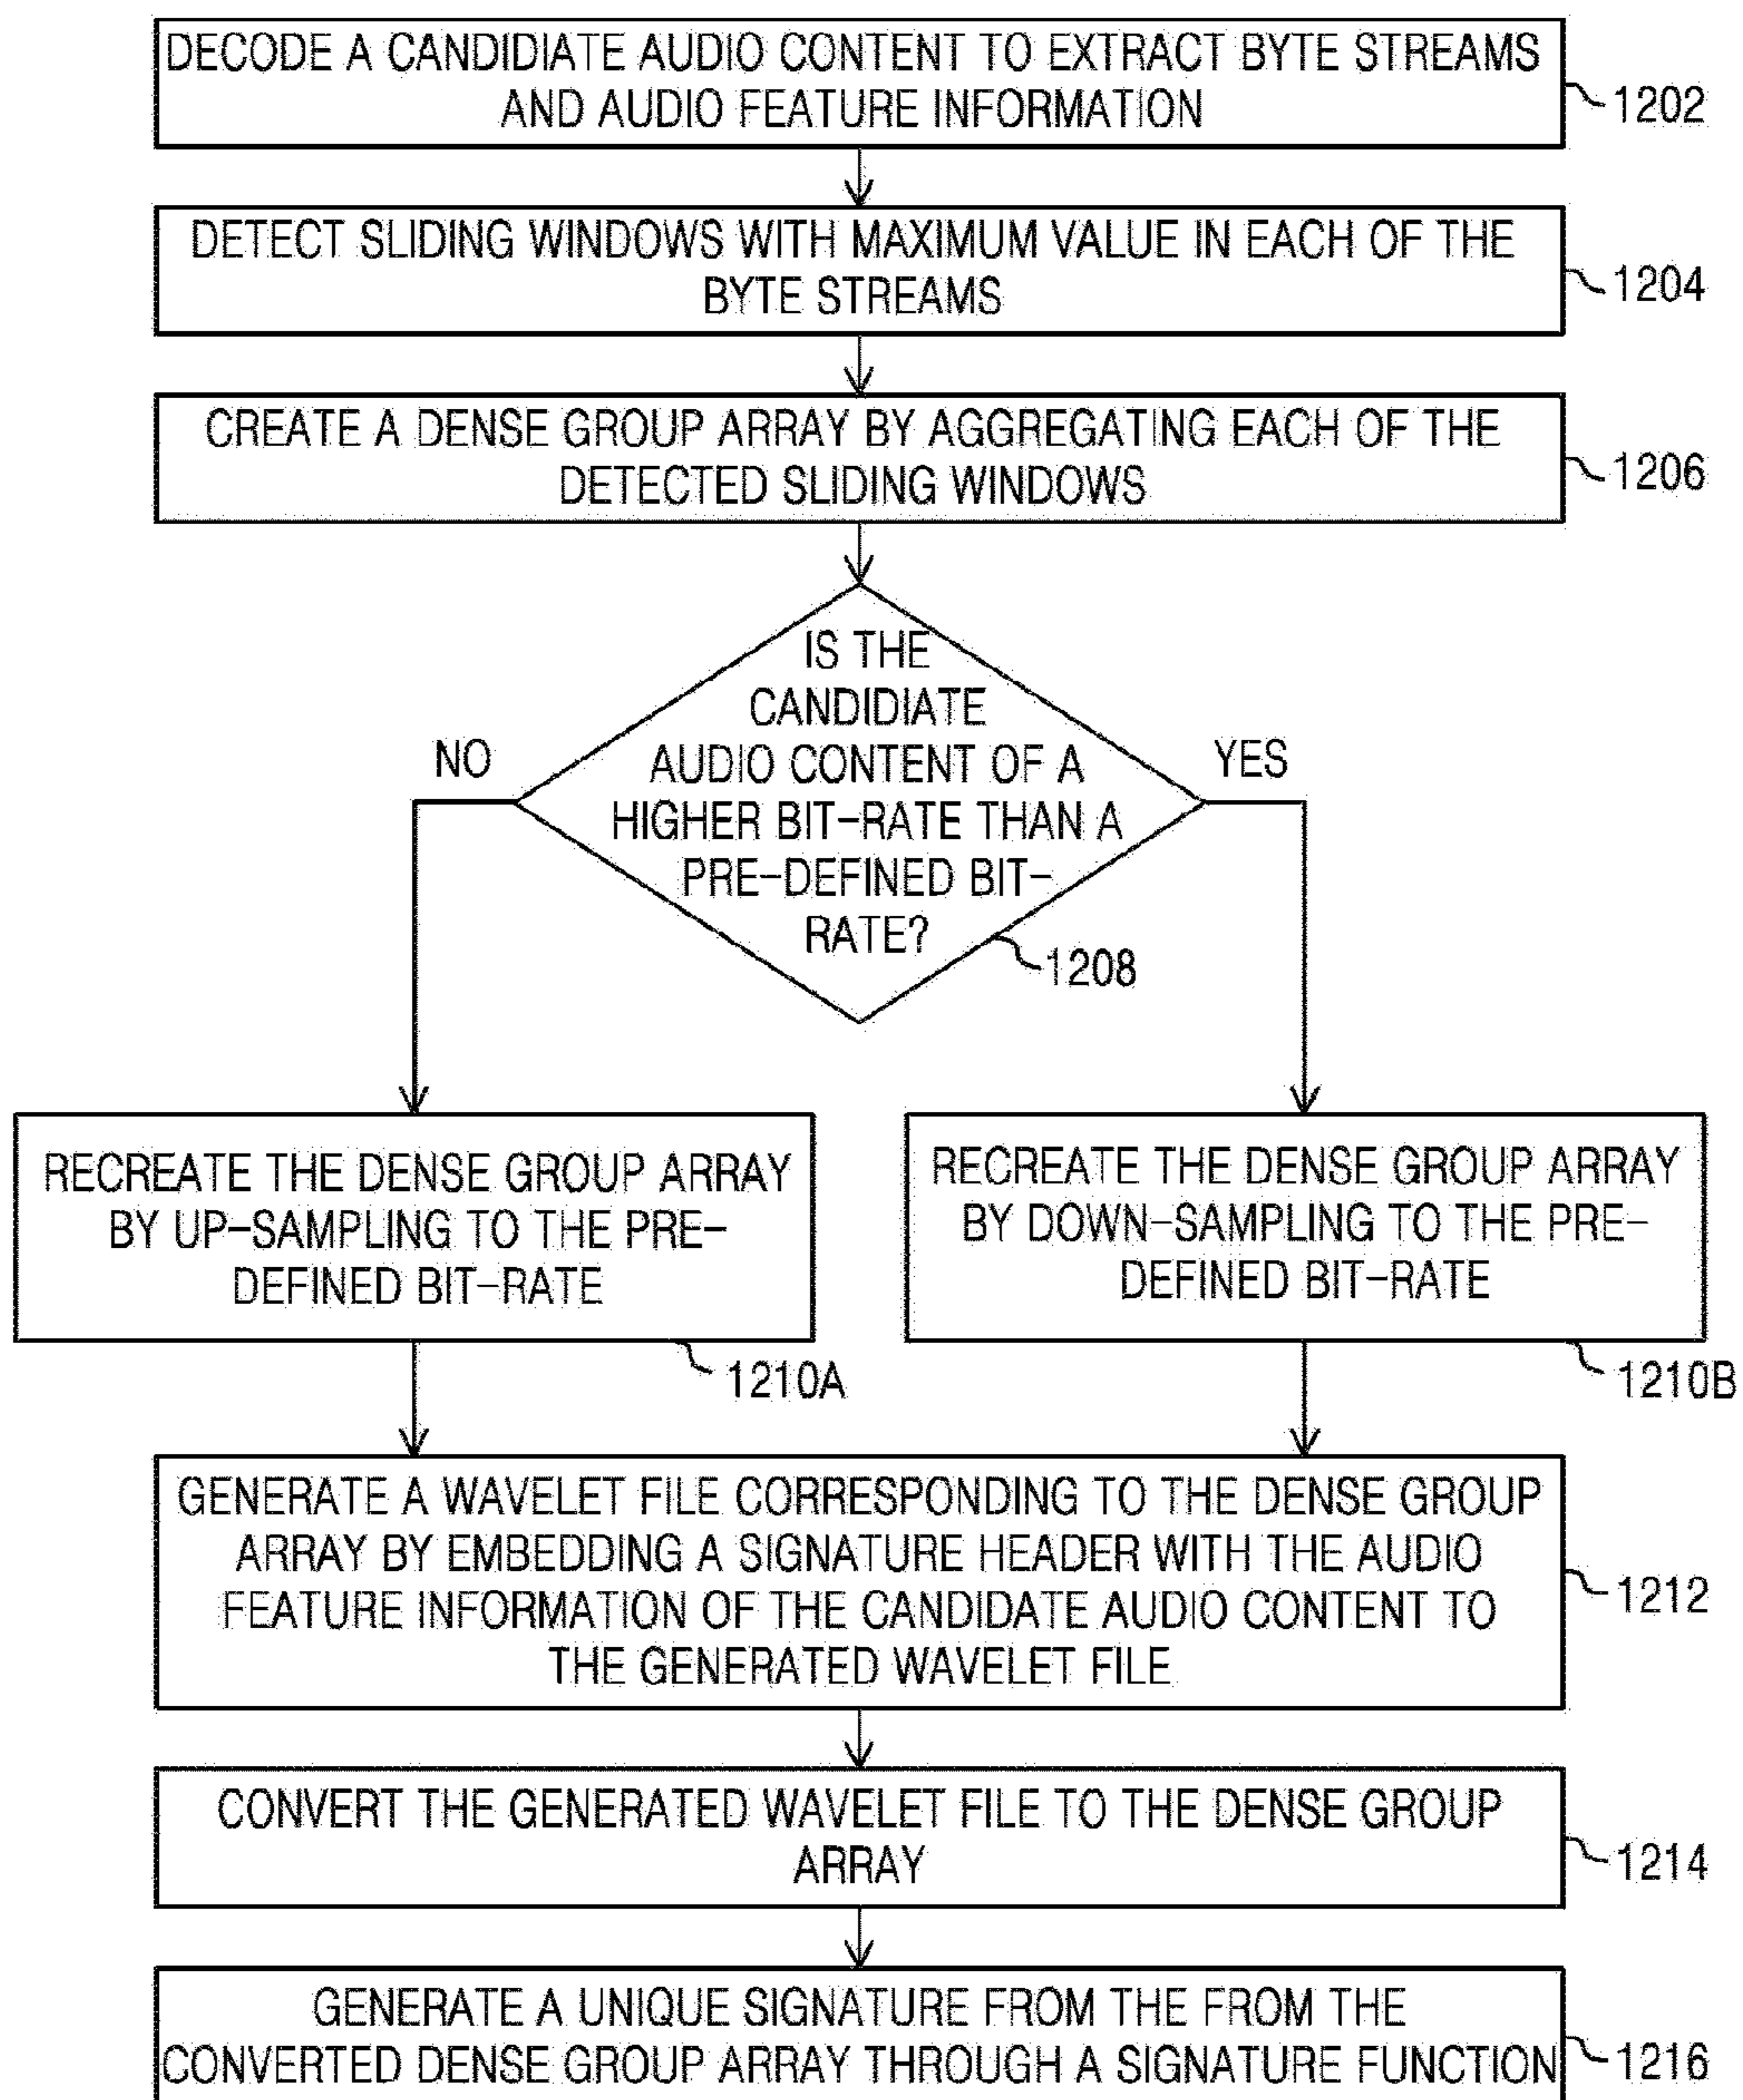 DECODE A CANDIDIATE AUDIO CONTENT TO EXTRACT BYTE STREAMS
AND AUDIO FEATURE INFORMATION
1202
DETECT SLIDING WINDOWS WITH MAXIMUM VALUE IN EACH OF THE
BYTE STREAMS
1204
CREATE A DENSE GROUP ARRAY BY AGGREGATING EACH OF THE
DETECTED SLIDING WINDOWS
1206
IS THE
CANDIDIATE
AUDIO CONTENT OF A
HIGHER BIT-RATE THAN A
PRE-DEFINED BIT-
RATE?
1208
NO
YES
RECREATE THE DENSE GROUP ARRAY
BY UP-SAMPLING TO THE PRE-
DEFINED BIT-RATE
1210A
RECREATE THE DENSE GROUP ARRAY
BY DOWN-SAMPLING TO THE PRE-
DEFINED BIT-RATE
1210B
GENERATE A WAVELET FILE CORRESPONDING TO THE DENSE GROUP
ARRAY BY EMBEDDING A SIGNATURE HEADER WITH THE AUDIO
FEATURE INFORMATION OF THE CANDIDATE AUDIO CONTENT TO
THE GENERATED WAVELET FILE
1212
CONVERT THE GENERATED WAVELET FILE TO THE DENSE GROUP
ARRAY
1214
GENERATE A UNIQUE SIGNATURE FROM THE FROM THE
CONVERTED DENSE GROUP ARRAY THROUGH A SIGNATURE FUNCTION
1216